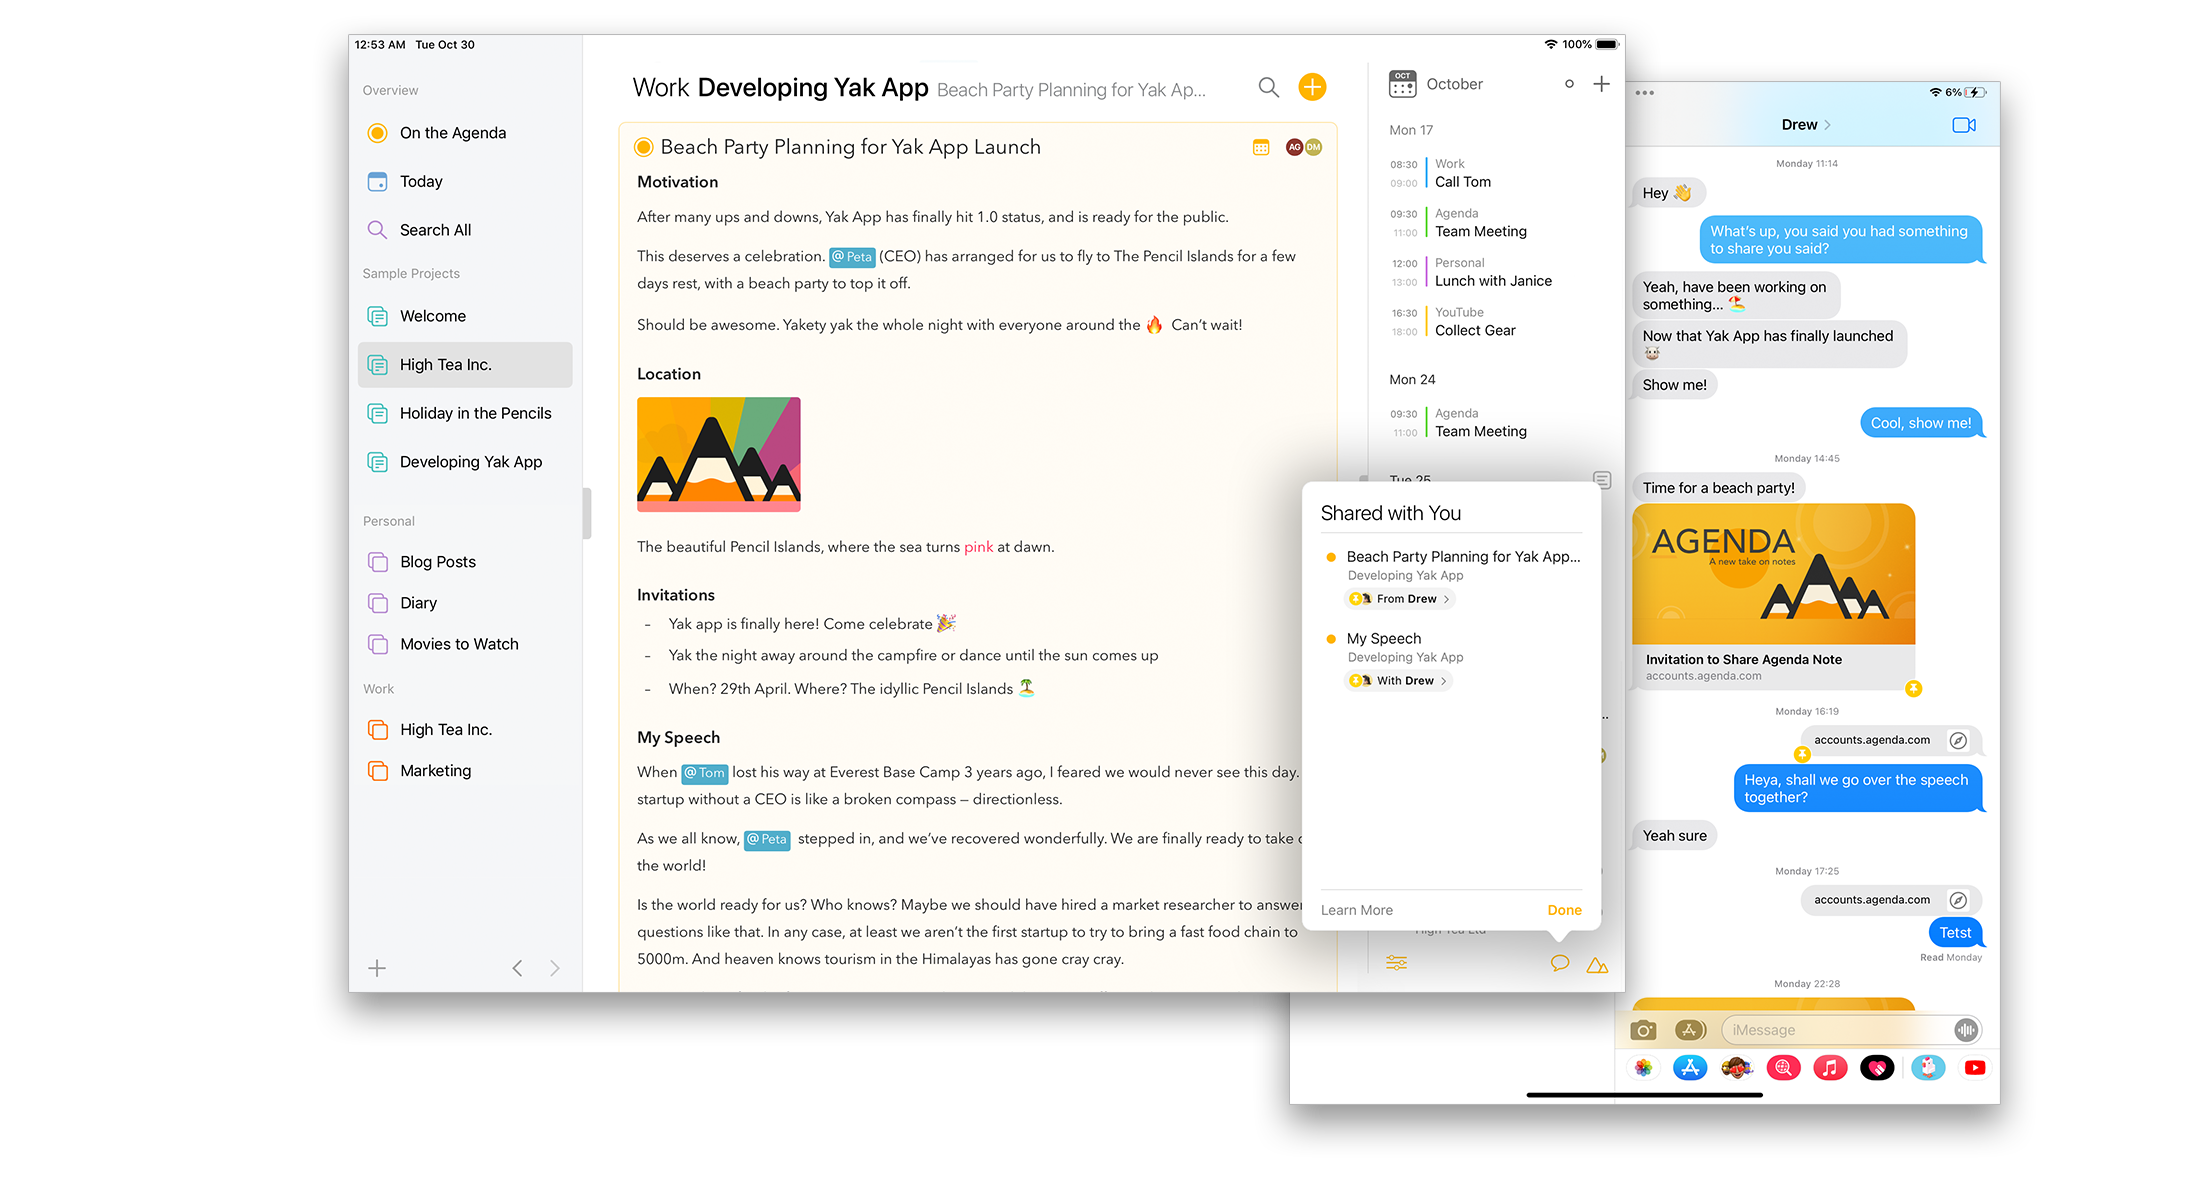 12:53 AM Tue Oct 30
100%
Overview
On the Agenda
Today
Search All
Sample Projects
Welcome
High Tea Inc.
Holiday in the Pencils
Developing Yak App
Personal
Blog Posts
Diary
Movies to Watch
Work
High Tea Inc.
Marketing
Work Developing Yak App Beach Party Planning for Yak Ap...
Beach Party Planning for Yak App Launch
AG DM
Motivation
After many ups and downs, Yak App has finally hit 1.0 status, and is ready for the public.
This deserves a celebration. @Peta (CEO) has arranged for us to fly to The Pencil Islands for a few
days rest, with a beach party to top it off.
Should be awesome. Yakety yak the whole night with everyone around the 🔥 Can't wait!
Location
The beautiful Pencil Islands, where the sea turns pink at dawn.
Invitations
- Yak app is finally here! Come celebrate 🎉
- Yak the night away around the campfire or dance until the sun comes up
- When? 29th April. Where? The idyllic Pencil Islands 🏝️
My Speech
When @Tom lost his way at Everest Base Camp 3 years ago, I feared we would never see this day.
startup without a CEO is like a broken compass – directionless.
As we all know, @Peta stepped in, and we've recovered wonderfully. We are finally ready to take
the world!
Is the world ready for us? Who knows? Maybe we should have hired a market researcher to answer
questions like that. In any case, at least we aren't the first startup to try to bring a fast food chain to
5000m. And heaven knows tourism in the Himalayas has gone cray cray.
OCT
October
Mon 17
08:30 Work
09:00 Call Tom
09:30 Agenda
11:00 Team Meeting
12:00 Personal
13:00 Lunch with Janice
16:30 YouTube
18:00 Collect Gear
Mon 24
09:30 Agenda
11:00 Team Meeting
Tue 25
Shared with You
Beach Party Planning for Yak App...
Developing Yak App
From Drew
My Speech
Developing Yak App
With Drew
Learn More
Done
High Tea Ltd
6%
Drew
Monday 11:14
Hey 👋
What's up, you said you had something
to share you said?
Yeah, have been working on
something... 🏖️
Now that Yak App has finally launched
🐮
Show me!
Cool, show me!
Monday 14:45
Time for a beach party!
AGENDA
A new take on notes
Invitation to Share Agenda Note
accounts.agenda.com
Monday 16:19
accounts.agenda.com
Heya, shall we go over the speech
together?
Yeah sure
Monday 17:25
accounts.agenda.com
Tetst
Read Monday
Monday 22:28
iMessage